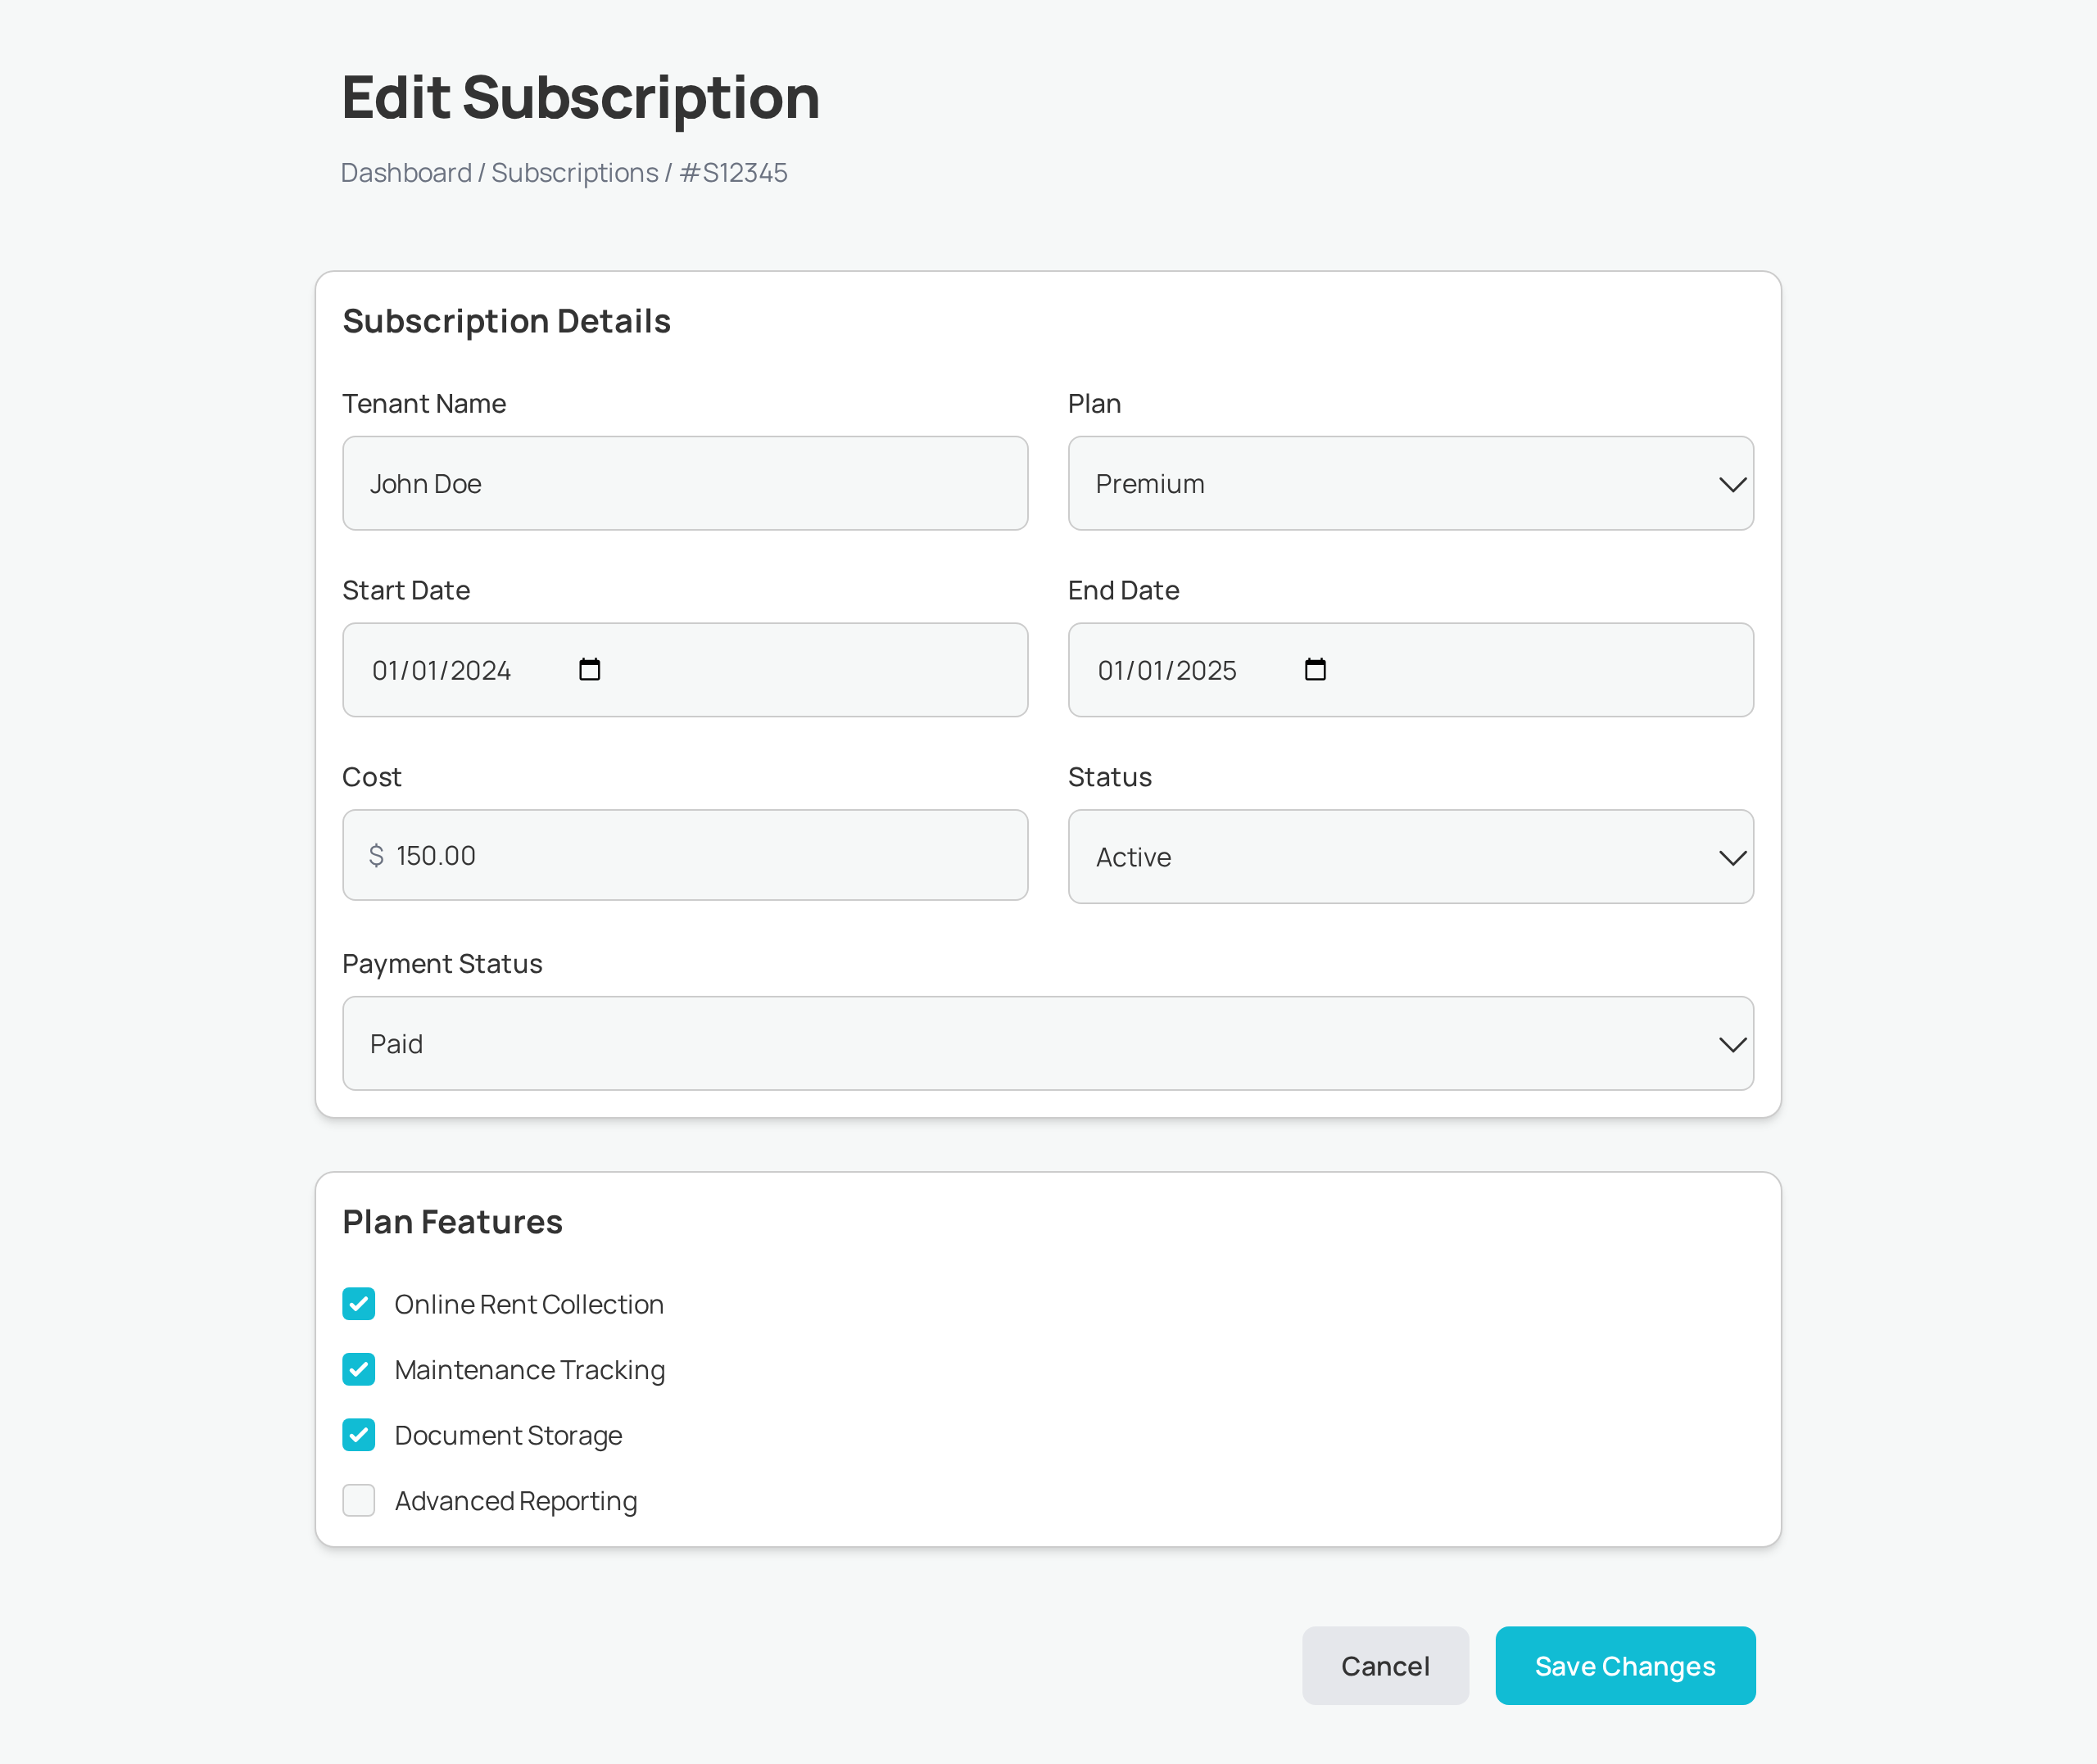 Edit Subscription
Dashboard / Subscriptions / #S12345
Subscription Details
Tenant Name
John Doe
Plan
Premium
Start Date
01/01/2024
End Date
01/01/2025
Cost
$ 150.00
Status
Active
Payment Status
Paid
Plan Features
Online Rent Collection
Maintenance Tracking
Document Storage
Advanced Reporting
Cancel
Save Changes